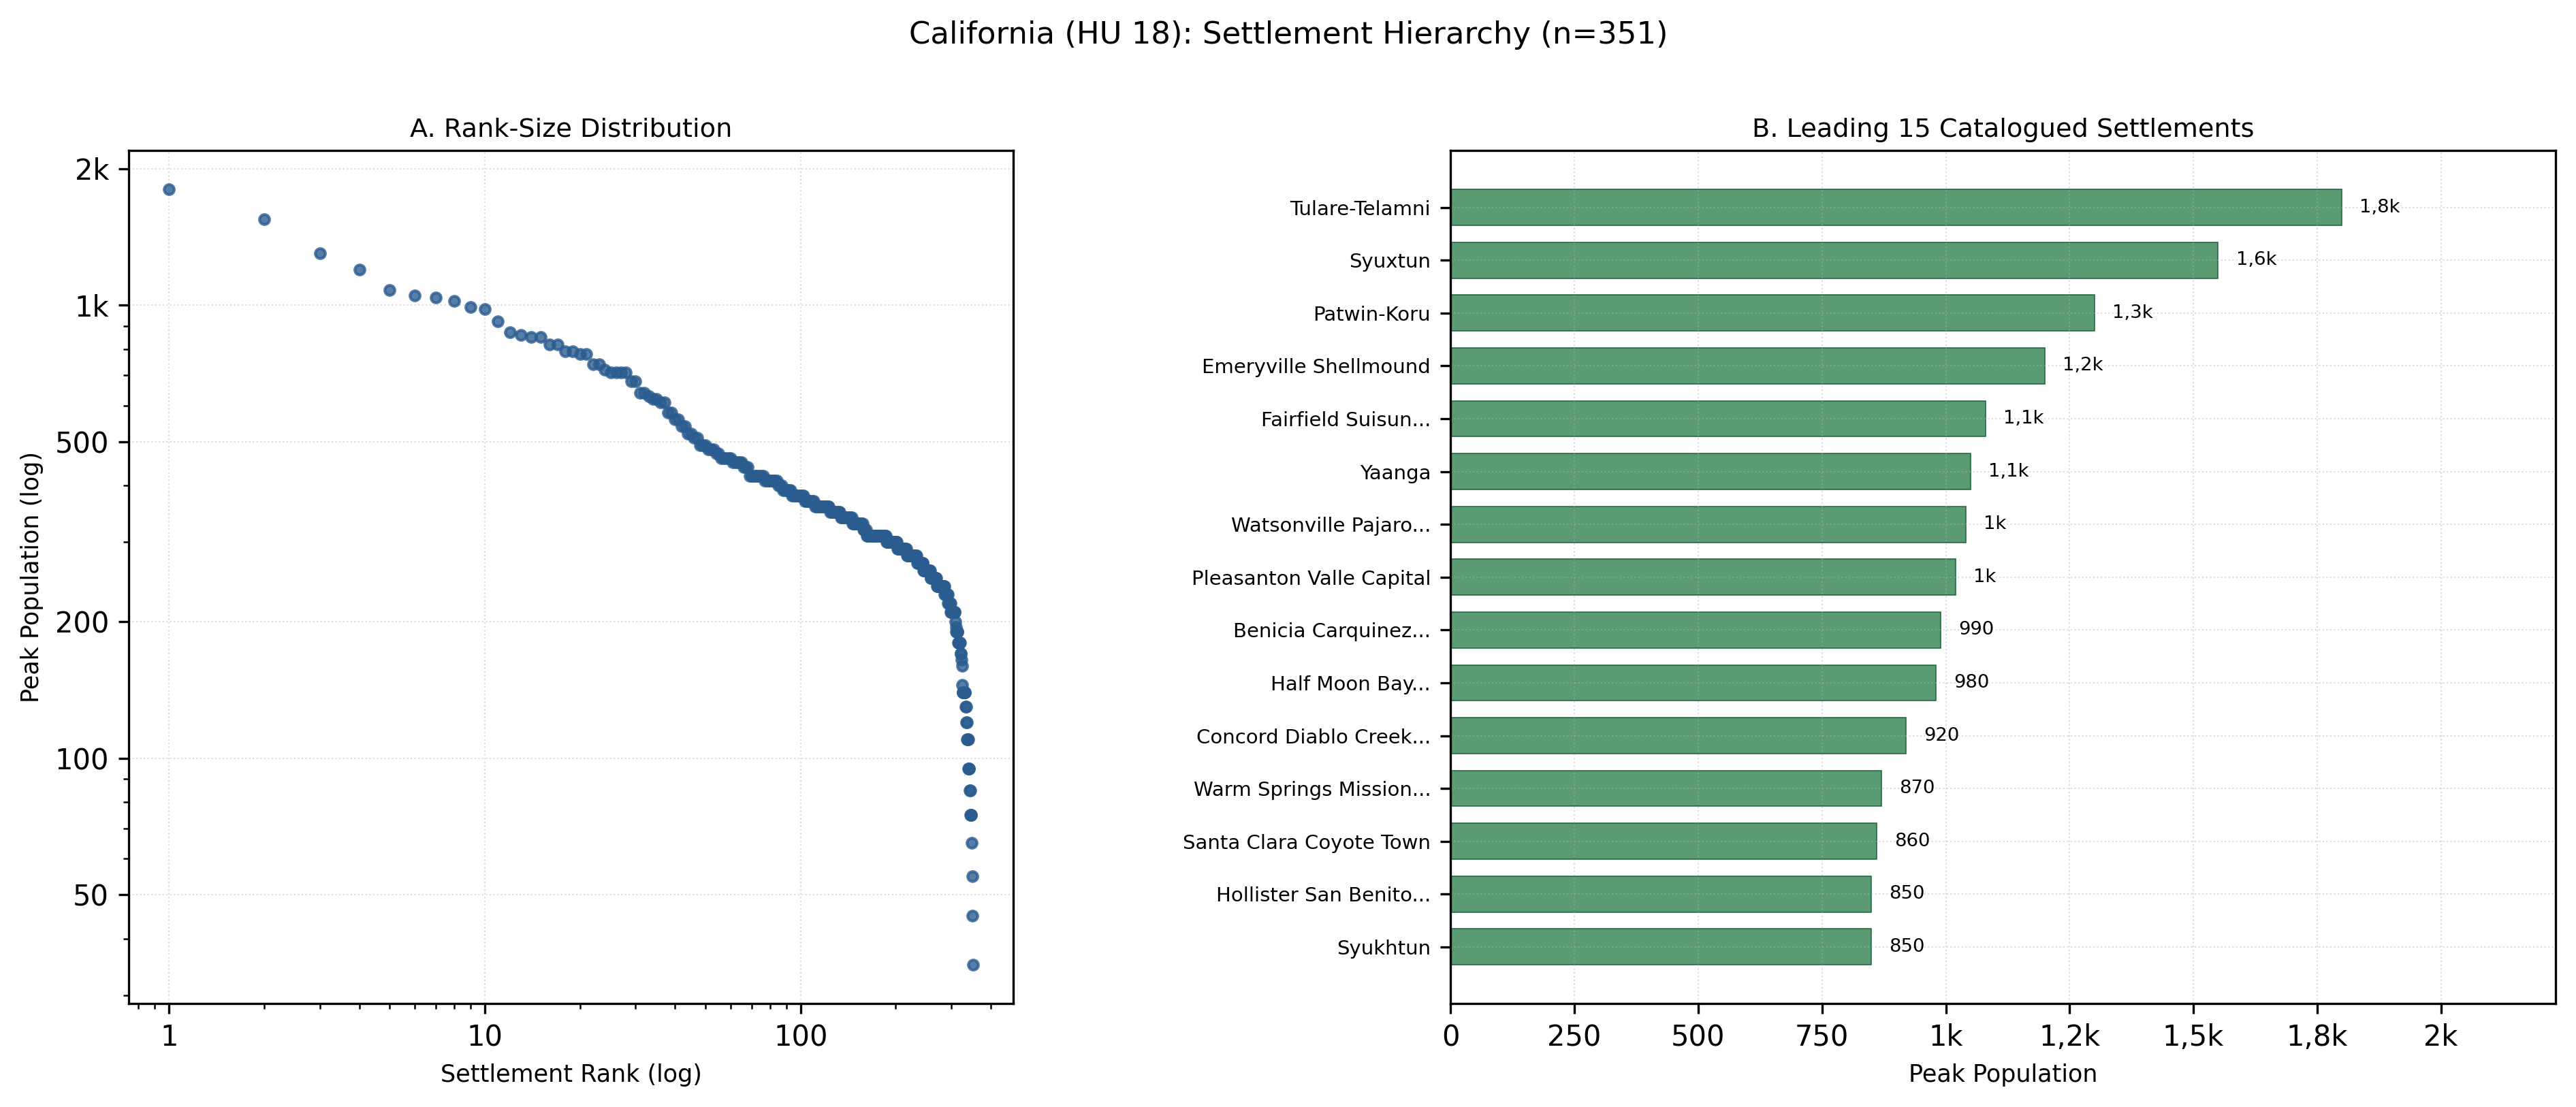 California (HU 18): Settlement Hierarchy (n=351)
A. Rank-Size Distribution
2k
1k
500
200
100
50
Peak Population (log)
1
10
100
Settlement Rank (log)
B. Leading 15 Catalogued Settlements
Tulare-Telamni 1,8k
Syuxtun 1,6k
Patwin-Koru 1,3k
Emeryville Shellmound 1,2k
Fairfield Suisun... 1,1k
Yaanga 1,1k
Watsonville Pajaro... 1k
Pleasanton Valle Capital 1k
Benicia Carquinez... 990
Half Moon Bay... 980
Concord Diablo Creek... 920
Warm Springs Mission... 870
Santa Clara Coyote Town 860
Hollister San Benito... 850
Syukhtun 850
0 250 500 750 1k 1,2k 1,5k 1,8k 2k
Peak Population